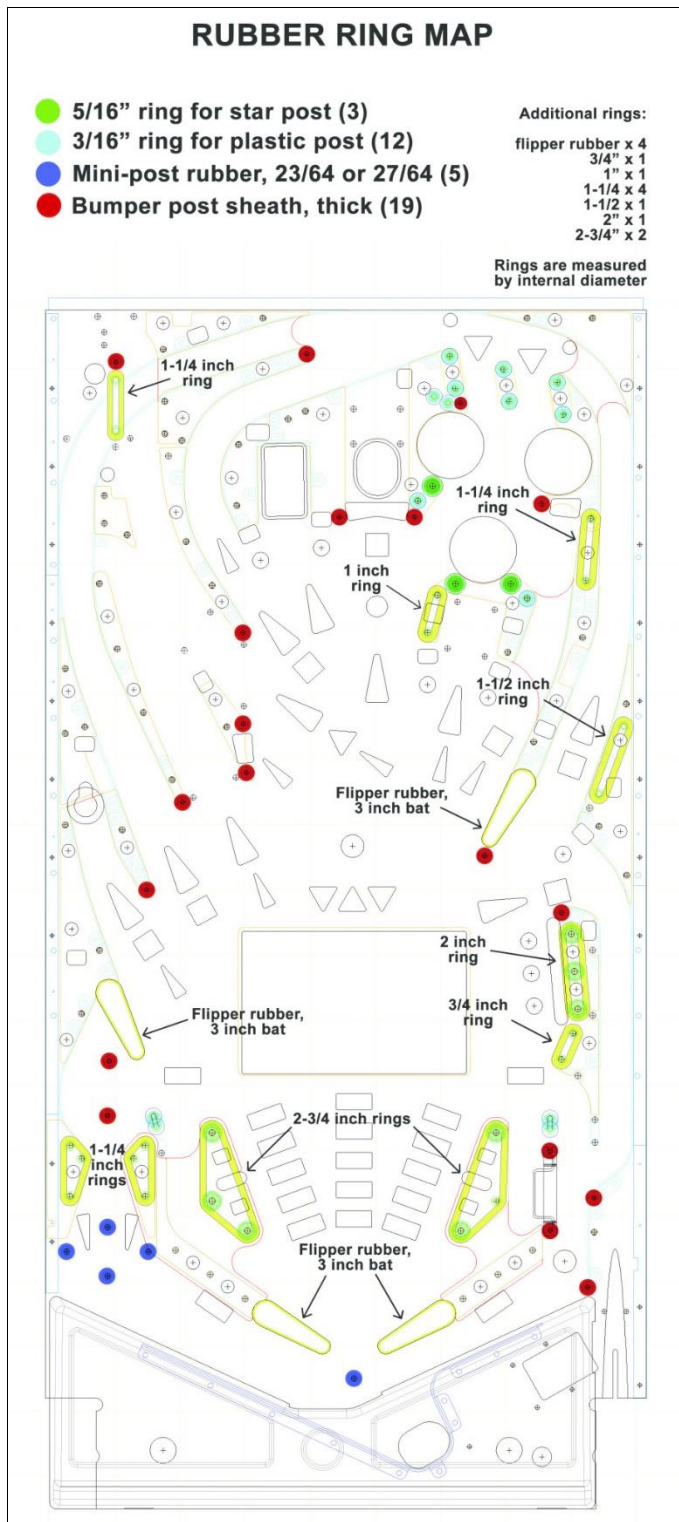 RUBBER RING MAP
5/16” ring for star post (3)
3/16” ring for plastic post (12)
Mini-post rubber, 23/64 or 27/64 (5)
Bumper post sheath, thick (19)
Additional rings:
flipper rubber x 4
3/4” x 1
1” x 1
1-1/4 x 4
1-1/2 x 1
2” x 1
2-3/4” x 2
Rings are measured
by internal diameter
1-1/4 inch
ring
1-1/4 inch
ring
1 inch
ring
1-1/2 inch
ring
Flipper rubber,
3 inch bat
2 inch
ring
Flipper rubber,
3 inch bat
3/4 inch
ring
2-3/4 inch rings
1-1/4
inch
rings
Flipper rubber,
3 inch bat